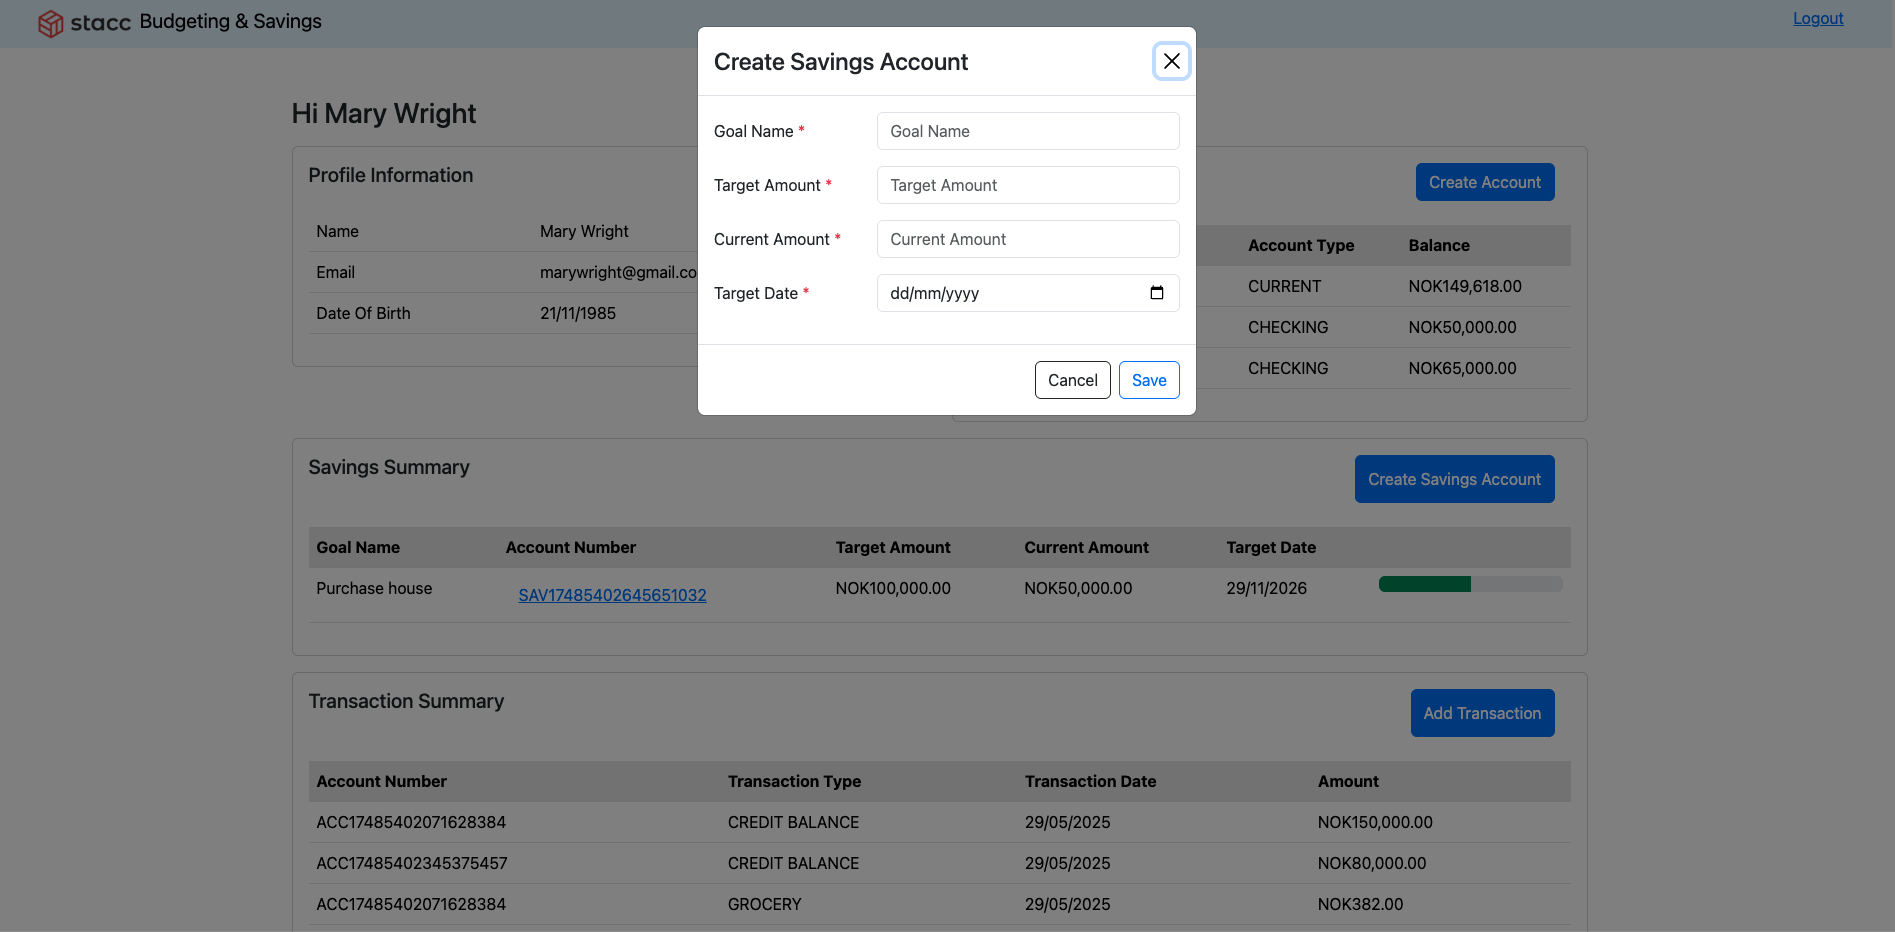 stacc Budgeting & Savings
Logout
Create Savings Account
Goal Name *
Goal Name
Target Amount *
Target Amount
Current Amount *
Current Amount
Target Date *
dd/mm/yyyy
Cancel
Save
Hi Mary Wright
Profile Information
Name Mary Wright
Email marywright@gmail.co
Date Of Birth 21/11/1985
Create Account
Account Type Balance
CURRENT NOK149,618.00
CHECKING NOK50,000.00
CHECKING NOK65,000.00
Savings Summary
Create Savings Account
Goal Name Account Number Target Amount Current Amount Target Date
Purchase house SAV17485402645651032 NOK100,000.00 NOK50,000.00 29/11/2026
Transaction Summary
Add Transaction
Account Number Transaction Type Transaction Date Amount
ACC17485402071628384 CREDIT BALANCE 29/05/2025 NOK150,000.00
ACC17485402345375457 CREDIT BALANCE 29/05/2025 NOK80,000.00
ACC17485402071628384 GROCERY 29/05/2025 NOK382.00